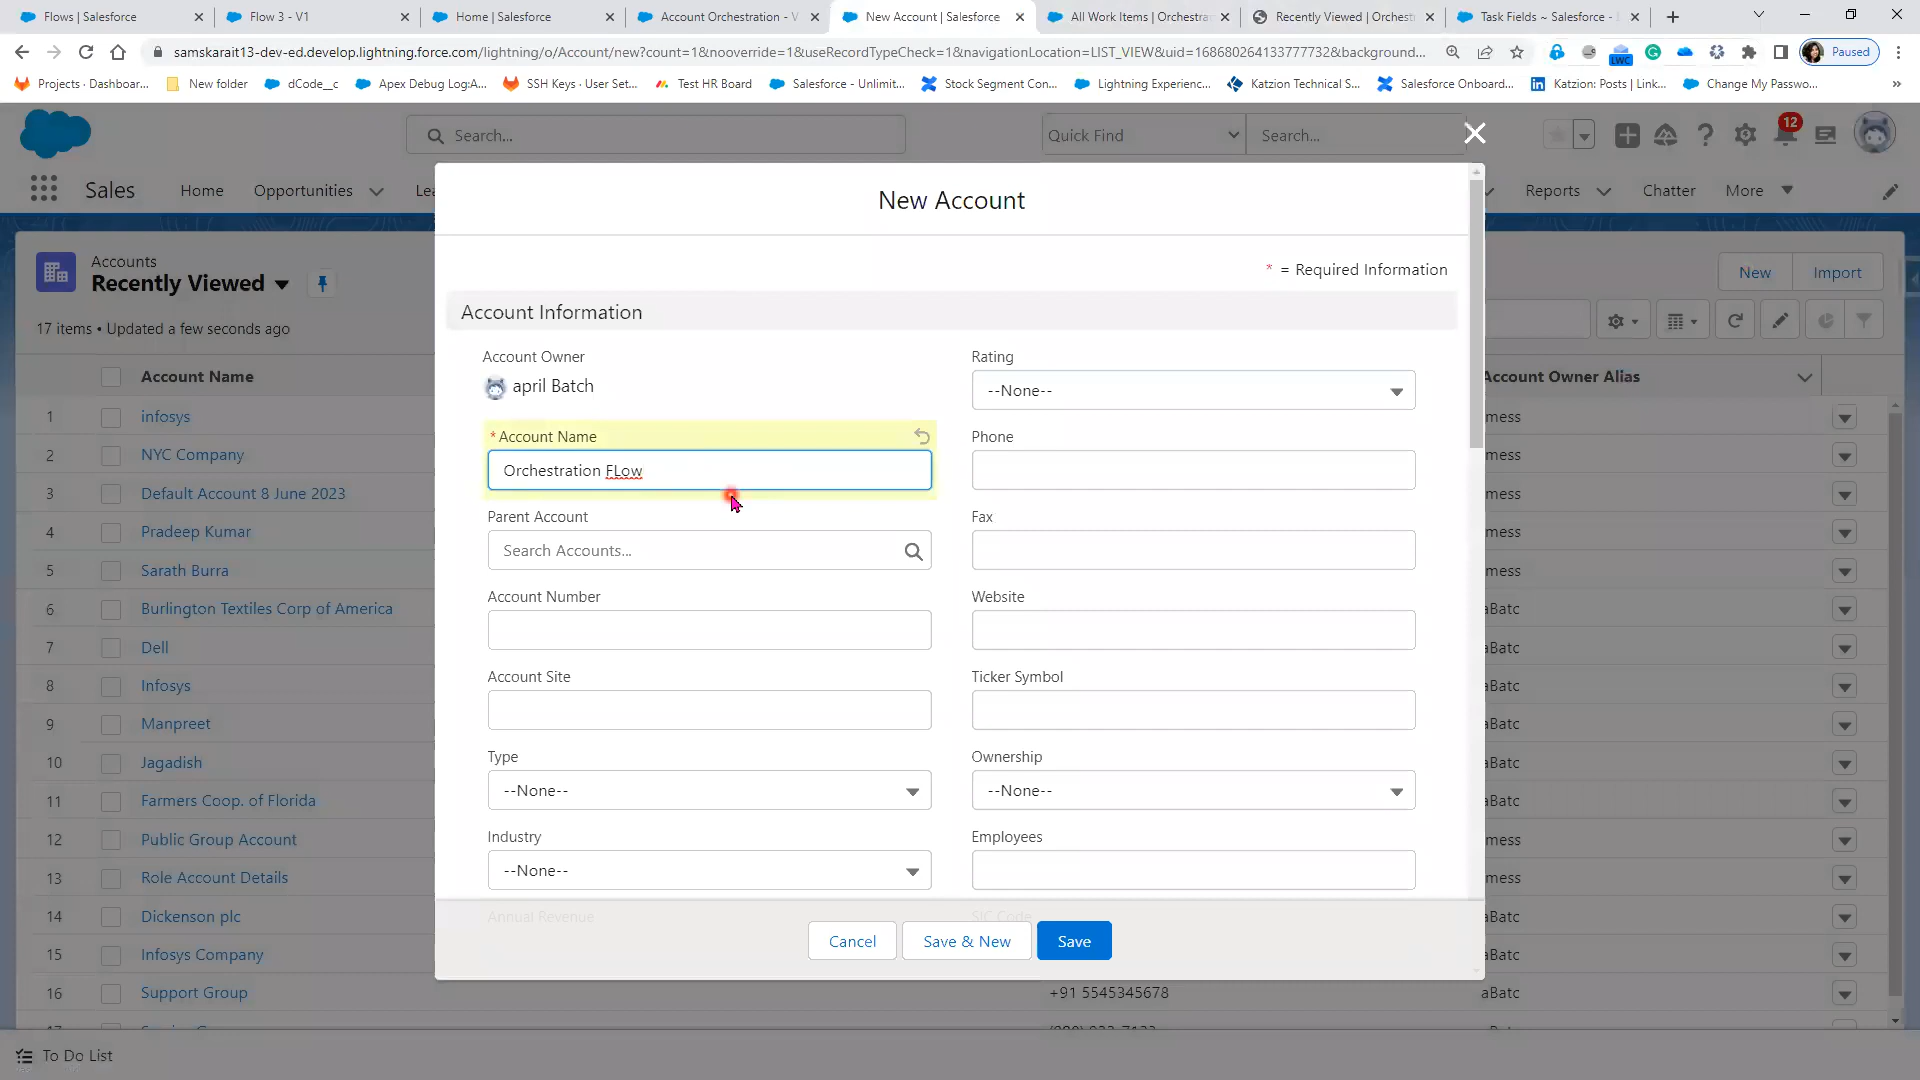 Flows | Salesforce
Flow 3 - V1
Home | Salesforce
Account Orchestration - V
New Account | Salesforce
All Work Items | Orchestra
Recently Viewed | Orchest
Task Fields ~ Salesforce -
samskarait13-dev-ed.develop.lightning.force.com/lightning/o/Account/new?count=1&nooverride=1&useRecordTypeCheck=1&navigationLocation=LIST_VIEW&uid=168680264133777732&background...
LWC
Paused
Projects · Dashboar...
New folder
dCode__c
Apex Debug Log:A...
SSH Keys · User Set...
Test HR Board
Salesforce - Unlimit...
Stock Segment Con...
Lightning Experienc...
Katzion Technical S...
Salesforce Onboard...
Katzion: Posts | Link...
Change My Passwo...
Search...
Quick Find
Search...
12
Sales
Home
Opportunities
Lea
Reports
Chatter
More
New Account
* = Required Information
Accounts
Recently Viewed
New
Import
17 items • Updated a few seconds ago
Account Information
Account Name
Account Owner Alias
Account Owner
april Batch
Rating
--None--
*Account Name
Orchestration FLow
Phone
Parent Account
Search Accounts...
Fax
Account Number
Website
Account Site
Ticker Symbol
Type
--None--
Ownership
--None--
Industry
--None--
Employees
Annual Revenue
SIC Code
Cancel
Save & New
Save
1 infosys mess
2 NYC Company mess
3 Default Account 8 June 2023 mess
4 Pradeep Kumar mess
5 Sarath Burra mess
6 Burlington Textiles Corp of America aBatc
7 Dell aBatc
8 Infosys aBatc
9 Manpreet aBatc
10 Jagadish aBatc
11 Farmers Coop. of Florida aBatc
12 Public Group Account mess
13 Role Account Details mess
14 Dickenson plc aBatc
15 Infosys Company aBatc
16 Support Group +91 5545345678 aBatc
To Do List